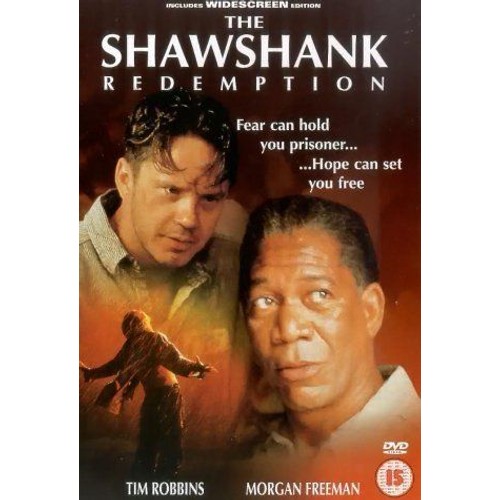 INCLUDES WIDESCREEN EDITION
THE
SHAWSHANK
REDEMPTION
Fear can hold
you prisoner...
...Hope can set
you free
DVD
TIM ROBBINS MORGAN FREEMAN
15